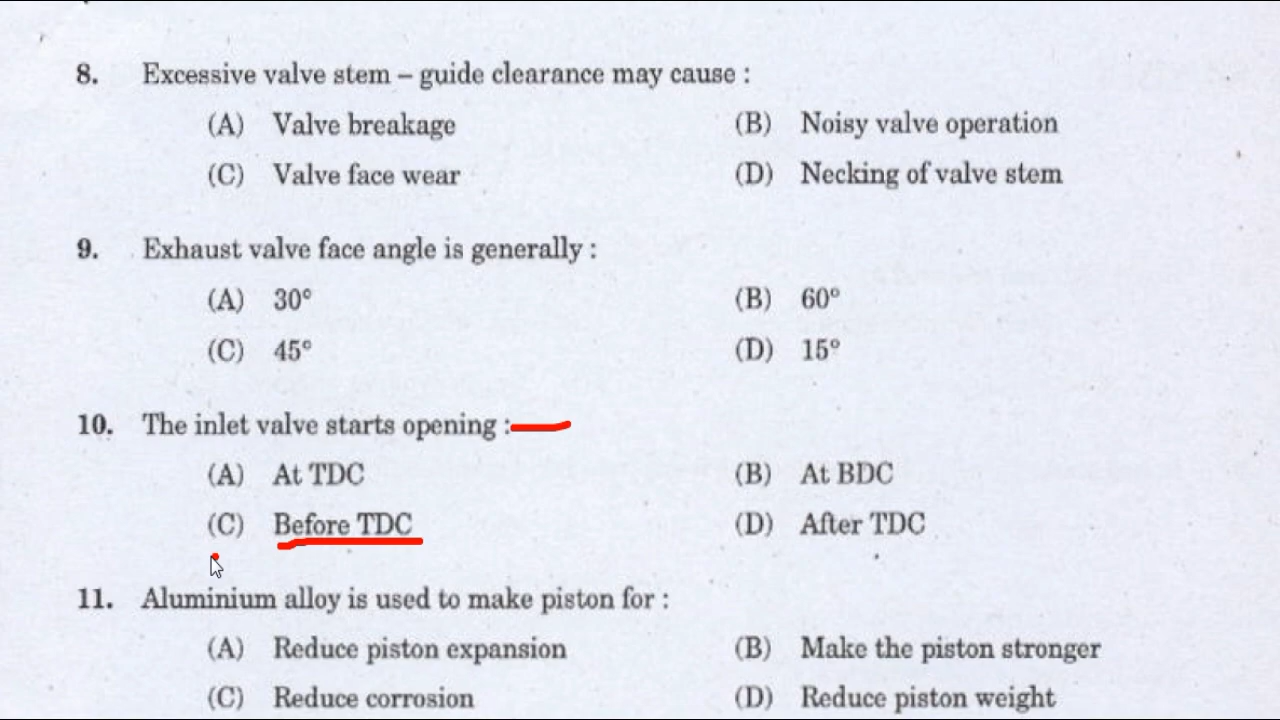 8. Excessive valve stem – guide clearance may cause :
(A) Valve breakage (B) Noisy valve operation
(C) Valve face wear (D) Necking of valve stem
9. Exhaust valve face angle is generally :
(A) 30° (B) 60°
(C) 45° (D) 15°
10. The inlet valve starts opening :
(A) At TDC (B) At BDC
(C) Before TDC (D) After TDC
11. Aluminium alloy is used to make piston for :
(A) Reduce piston expansion (B) Make the piston stronger
(C) Reduce corrosion (D) Reduce piston weight